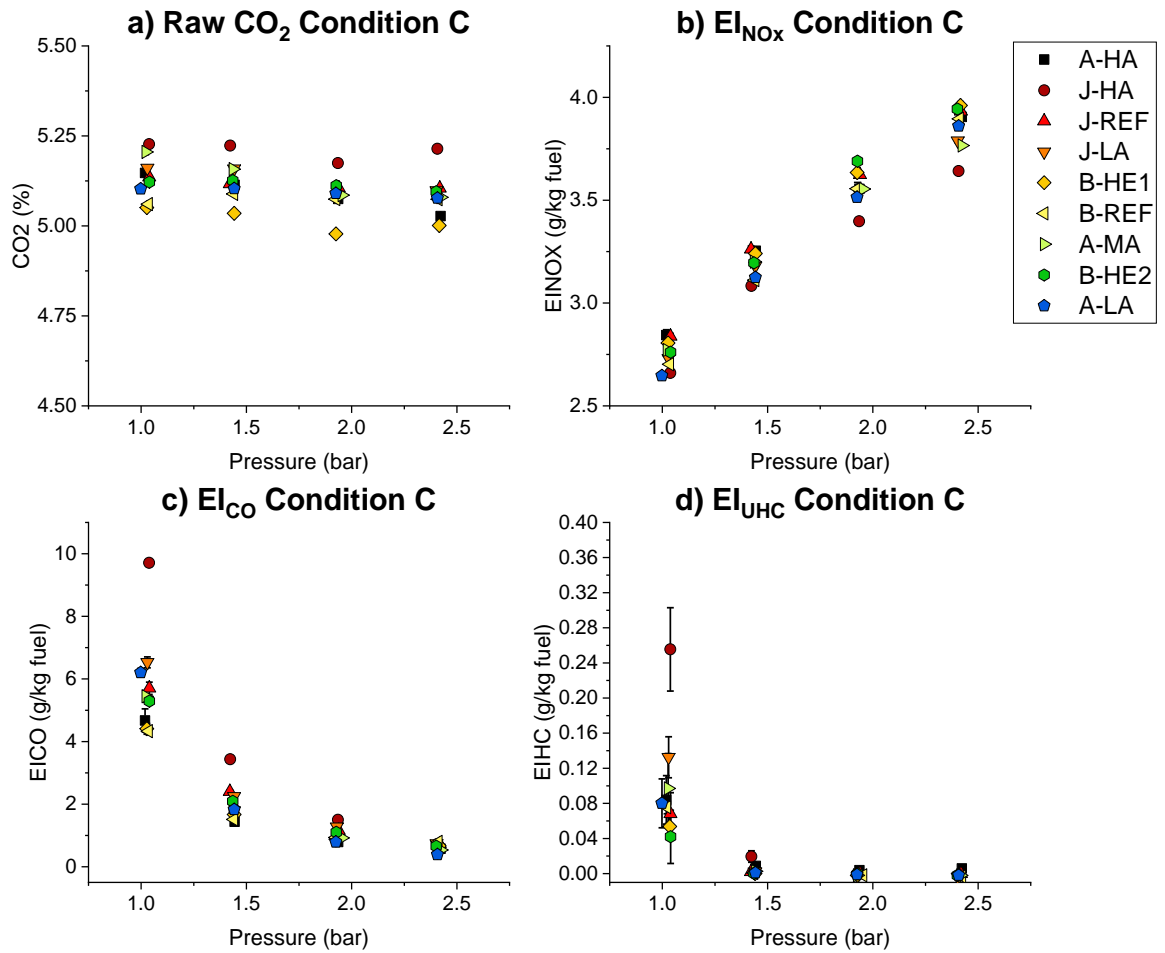 a) Raw CO₂ Condition C
5.50
5.25
5.00
4.75
4.50
CO2 (%)
1.0 1.5 2.0 2.5
Pressure (bar)
b) EI_NOx Condition C
4.0
3.5
3.0
2.5
EINOX (g/kg fuel)
1.0 1.5 2.0 2.5
Pressure (bar)
A-HA
J-HA
J-REF
J-LA
B-HE1
B-REF
A-MA
B-HE2
A-LA
c) EI_CO Condition C
10
8
6
4
2
0
EICO (g/kg fuel)
1.0 1.5 2.0 2.5
Pressure (bar)
d) EI_UHC Condition C
0.40
0.36
0.32
0.28
0.24
0.20
0.16
0.12
0.08
0.04
0.00
EIHC (g/kg fuel)
1.0 1.5 2.0 2.5
Pressure (bar)